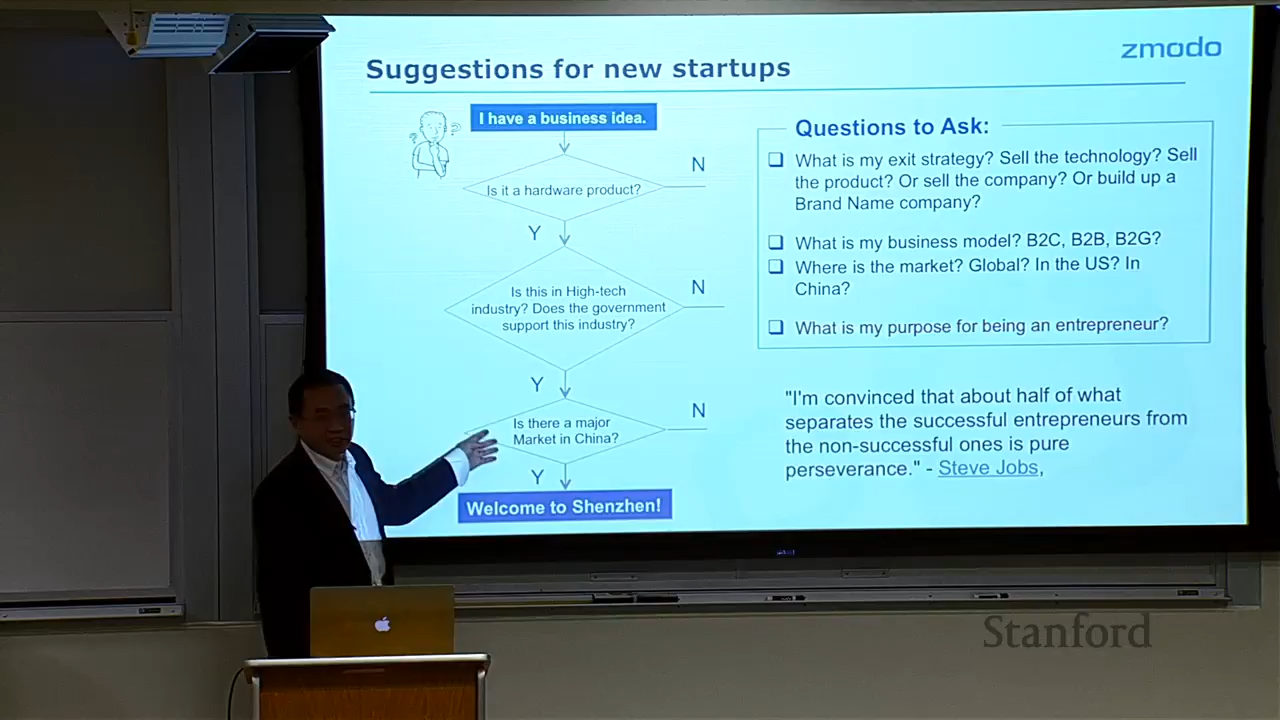 zmodo
Suggestions for new startups
I have a business idea.
Is it a hardware product?
N
Y
Is this in High-tech
industry? Does the government
support this industry?
N
Y
Is there a major
Market in China?
N
Y
Welcome to Shenzhen!
Questions to Ask:
What is my exit strategy? Sell the technology? Sell
the product? Or sell the company? Or build up a
Brand Name company?
What is my business model? B2C, B2B, B2G?
Where is the market? Global? In the US? In
China?
What is my purpose for being an entrepreneur?
"I'm convinced that about half of what
separates the successful entrepreneurs from
the non-successful ones is pure
perseverance." - Steve Jobs,
Stanford